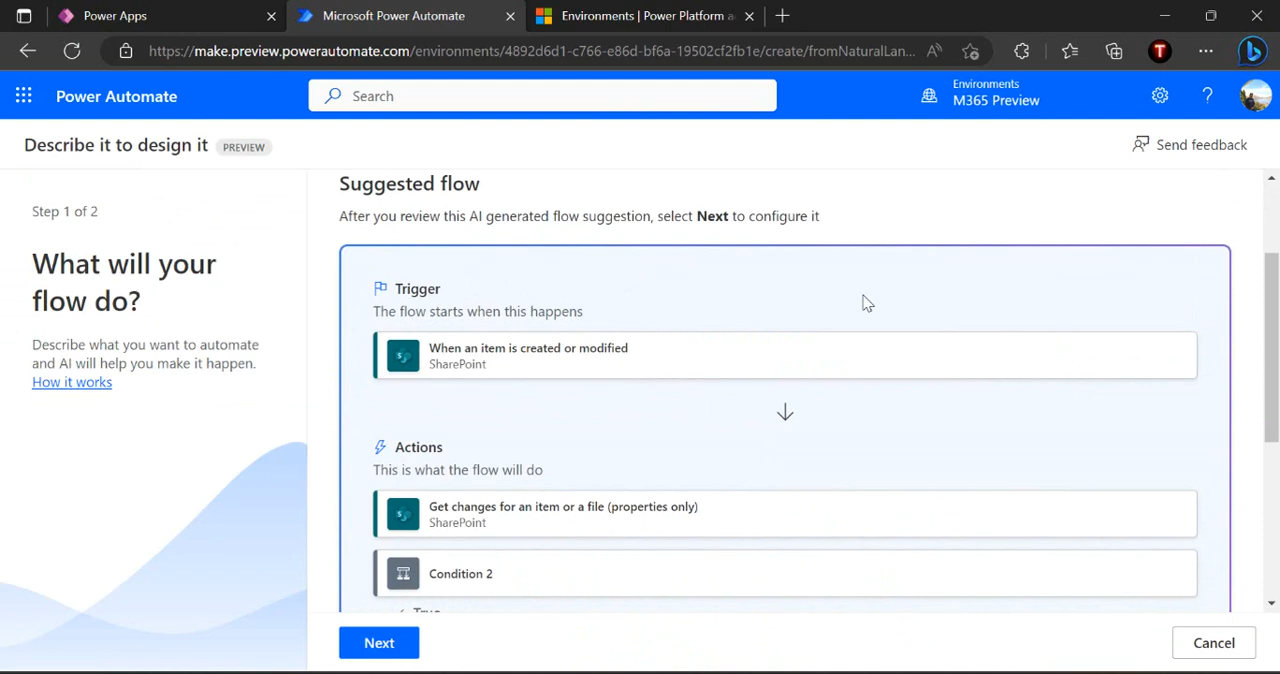 Power Apps
Microsoft Power Automate
Environments | Power Platform a
https://make.preview.powerautomate.com/environments/4892d6d1-c766-e86d-bf6a-19502cf2fb1e/create/fromNaturalLan...
T
Power Automate
Search
Environments
M365 Preview
Describe it to design it PREVIEW
Send feedback
Step 1 of 2
What will your
flow do?
Describe what you want to automate
and AI will help you make it happen.
How it works
Suggested flow
After you review this AI generated flow suggestion, select Next to configure it
Trigger
The flow starts when this happens
When an item is created or modified
SharePoint
Actions
This is what the flow will do
Get changes for an item or a file (properties only)
SharePoint
Condition 2
True
Next
Cancel